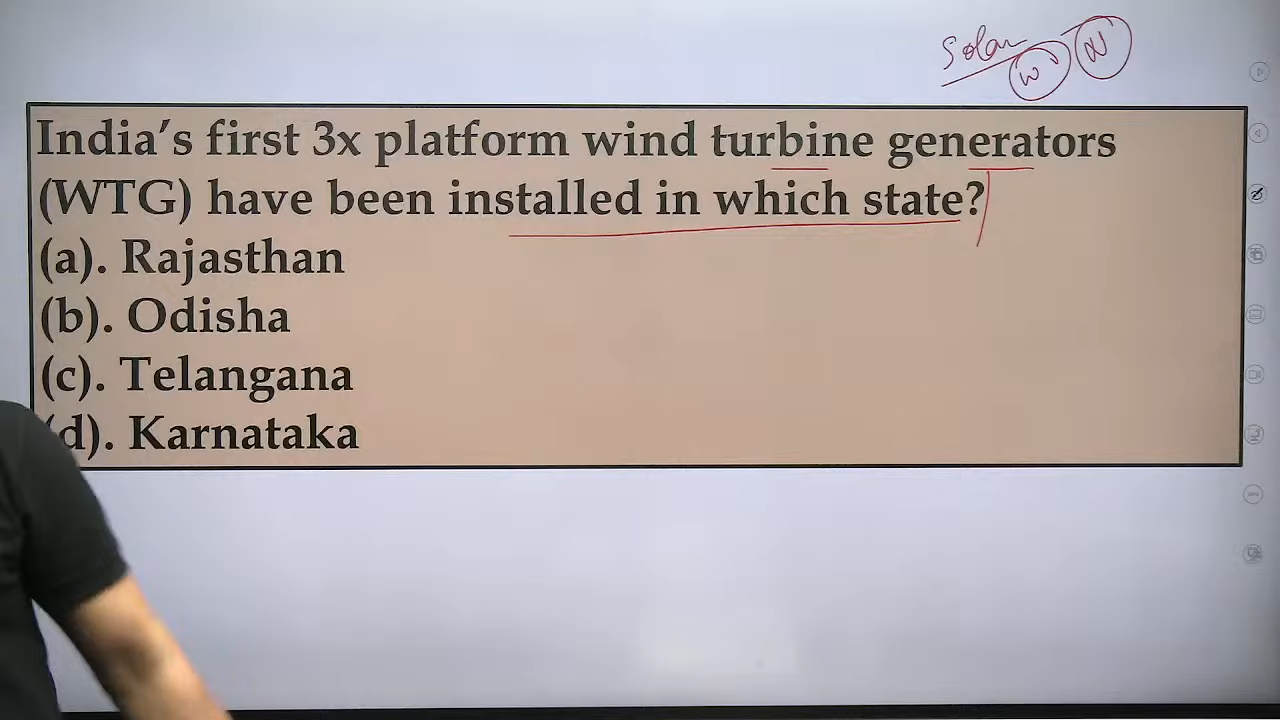 Solar
W N
India's first 3x platform wind turbine generators
(WTG) have been installed in which state?
(a). Rajasthan
(b). Odisha
(c). Telangana
(d). Karnataka